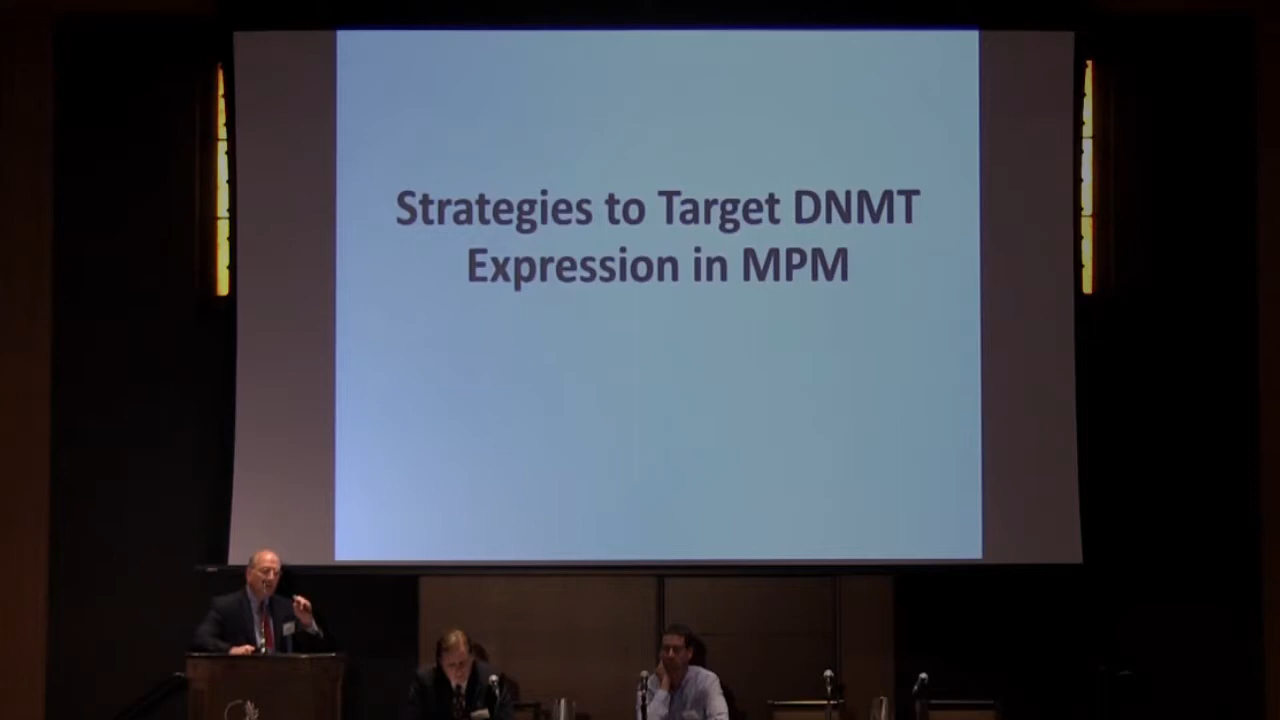 Strategies to Target DNMT
Expression in MPM